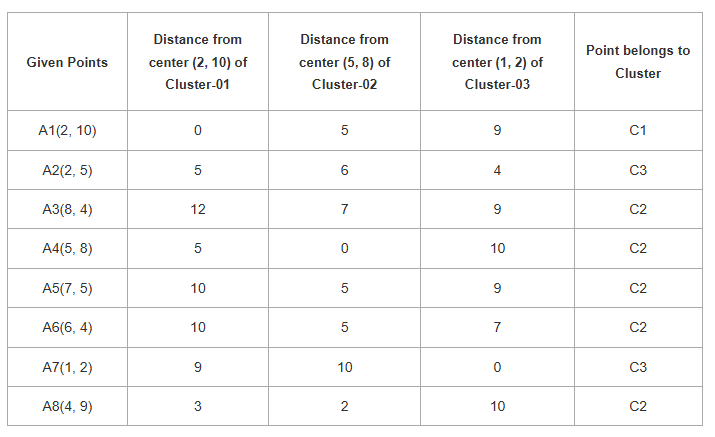 Given Points
Distance from
center (2, 10) of
Cluster-01
Distance from
center (5, 8) of
Cluster-02
Distance from
center (1, 2) of
Cluster-03
Point belongs to
Cluster
A1(2, 10) 0 5 9 C1
A2(2, 5) 5 6 4 C3
A3(8, 4) 12 7 9 C2
A4(5, 8) 5 0 10 C2
A5(7, 5) 10 5 9 C2
A6(6, 4) 10 5 7 C2
A7(1, 2) 9 10 0 C3
A8(4, 9) 3 2 10 C2